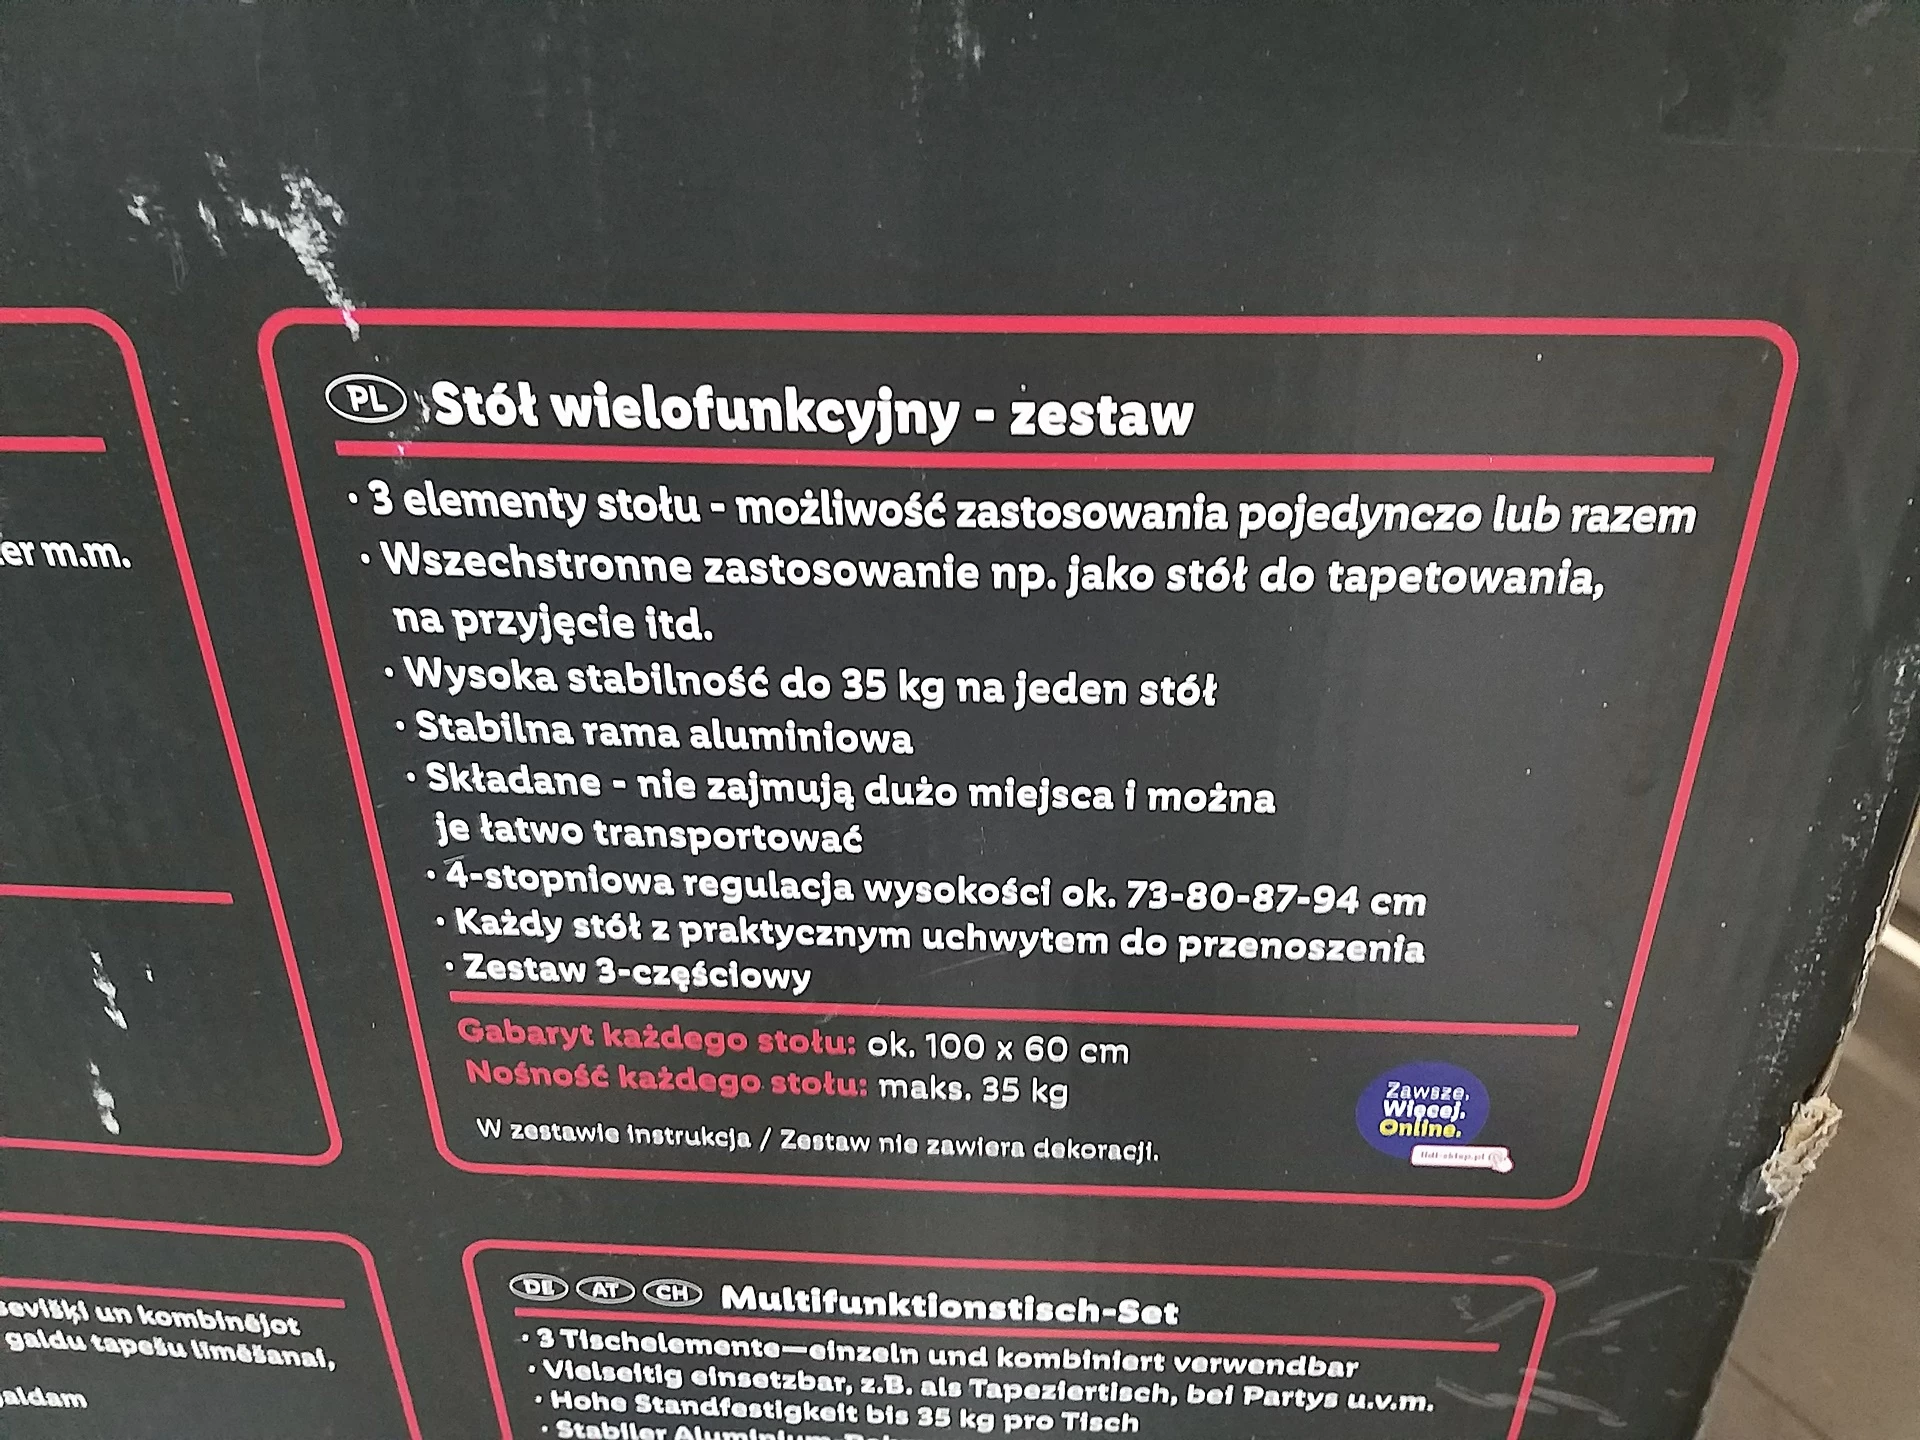 er m.m.
PL Stół wielofunkcyjny - zestaw
· 3 elementy stołu - możliwość zastosowania pojedynczo lub razem
· Wszechstronne zastosowanie np. jako stół do tapetowania,
na przyjęcie itd.
· Wysoka stabilność do 35 kg na jeden stół
· Stabilna rama aluminiowa
· Składane - nie zajmują dużo miejsca i można
je łatwo transportować
· 4-stopniowa regulacja wysokości ok. 73-80-87-94 cm
· Każdy stół z praktycznym uchwytem do przenoszenia
· Zestaw 3-częściowy
Gabaryt każdego stołu: ok. 100 x 60 cm
Nośność każdego stołu: maks. 35 kg
W zestawie instrukcja / Zestaw nie zawiera dekoracji.
Zawsze.
Więcej.
Online.
lidl-sklep.pl
seviški un kombinējot
galdu tapešu līmēšanai,
galdam
DE AT CH Multifunktionstisch-Set
· 3 Tischelemente—einzeln und kombiniert verwendbar
· Vielseitig einsetzbar, z.B. als Tapeziertisch, bei Partys u.v.m.
· Hohe Standfestigkeit bis 35 kg pro Tisch
· Stabiler